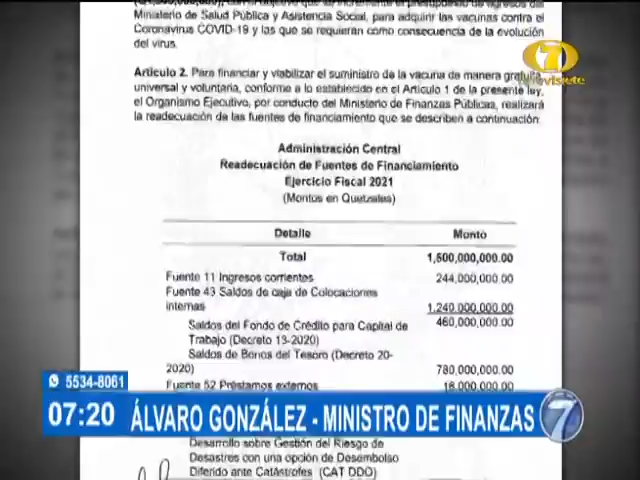 Ministerio de Salud Pública y Asistencia Social, para adquirir las vacunas contra el
Coronavirus COVID-19 y las que se requieran como consecuencia de la evolución
del virus.
Artículo 2. Para financiar y viabilizar el suministro de la vacuna de manera gratuita,
universal y voluntaria, conforme a lo establecido en el Artículo 1 de la presente ley,
el Organismo Ejecutivo, por conducto del Ministerio de Finanzas Públicas, realizará
la readecuación de las fuentes de financiamiento que se describen a continuación:
Administración Central
Readecuación de Fuentes de Financiamiento
Ejercicio Fiscal 2021
(Montos en Quetzales)
Detalle Monto
Total 1,500,000,000.00
Fuente 11 Ingresos corrientes 244,000,000.00
Fuente 43 Saldos de caja de Colocaciones
internas 1,240,000,000.00
Saldos del Fondo de Crédito para Capital de 460,000,000.00
Trabajo (Decreto 13-2020)
Saldos de Bonos del Tesoro (Decreto 20-
2020) 780,000,000.00
Fuente 52 Préstamos externos 16,000,000.00
5534-8061
07:20 ÁLVARO GONZÁLEZ - MINISTRO DE FINANZAS 7
Desarrollo sobre Gestión del Riesgo de
Desastres con una opción de Desembolso
Diferido ante Catástrofes (CAT DDO)